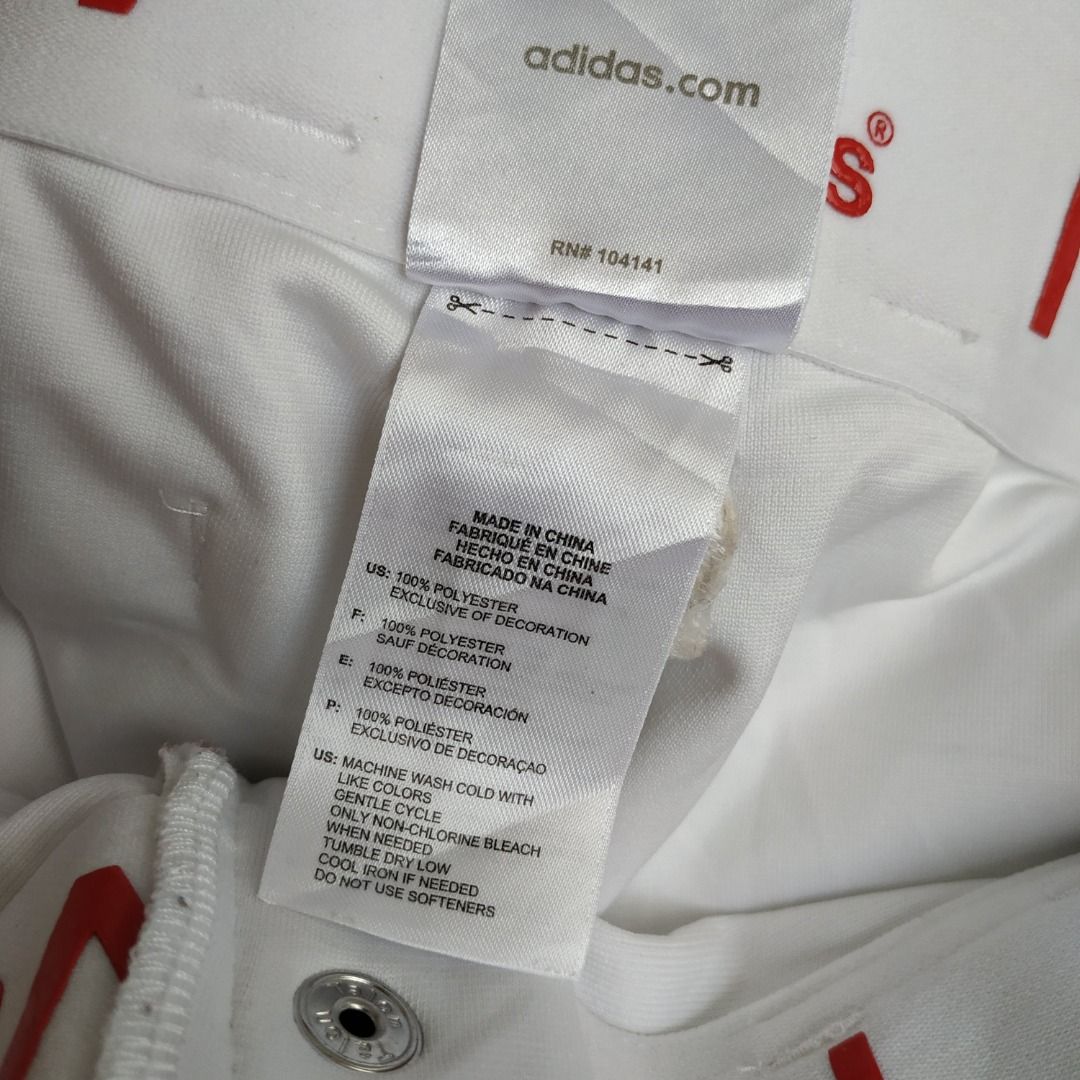 adidas.com
S®
RN# 104141
MADE IN CHINA
FABRIQUÉ EN CHINE
HECHO EN CHINA
FABRICADO NA CHINA
US: 100% POLYESTER
EXCLUSIVE OF DECORATION
F: 100% POLYESTER
SAUF DÉCORATION
E: 100% POLIÉSTER
EXCEPTO DECORACIÓN
P: 100% POLIÉSTER
EXCLUSIVO DE DECORAÇAO
US: MACHINE WASH COLD WITH
LIKE COLORS
GENTLE CYCLE
ONLY NON-CHLORINE BLEACH
WHEN NEEDED
TUMBLE DRY LOW
COOL IRON IF NEEDED
DO NOT USE SOFTENERS